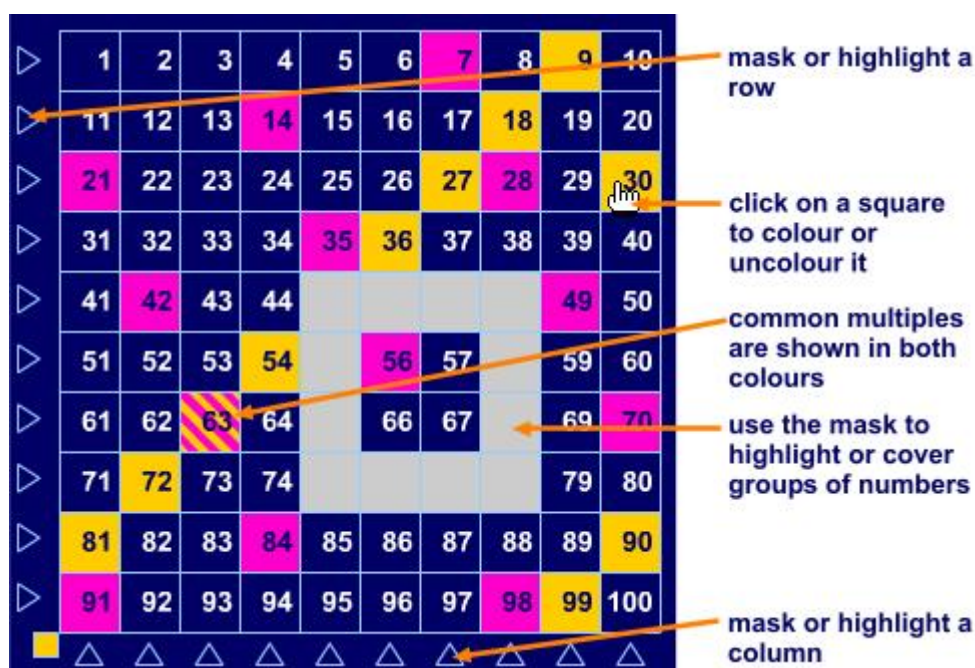 1 2 3 4 5 6 7 8 9 10
mask or highlight a
row
11 12 13 14 15 16 17 18 19 20
21 22 23 24 25 26 27 28 29 30
click on a square
to colour or
uncolour it
31 32 33 34 35 36 37 38 39 40
41 42 43 44 49 50
common multiples
are shown in both
colours
51 52 53 54 56 57 59 60
61 62 63 64 66 67 69 70
use the mask to
highlight or cover
groups of numbers
71 72 73 74 79 80
81 82 83 84 85 86 87 88 89 90
91 92 93 94 95 96 97 98 99 100
mask or highlight a
column